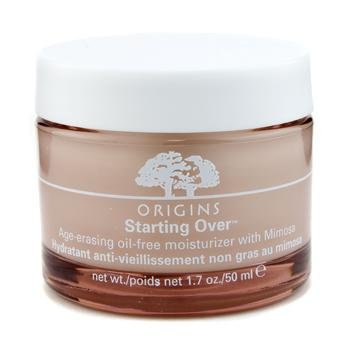 ORIGINS
Starting Over™
Age-erasing oil-free moisturizer with Mimosa
Hydratant anti-vieillissement non gras au mimosa
net wt./poids net 1.7 oz./50 ml ℮